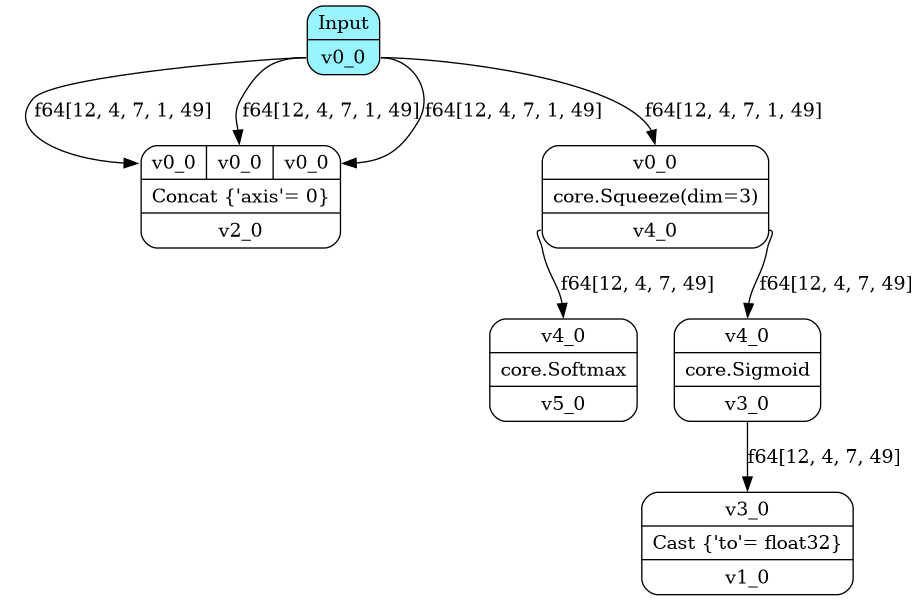 Input
v0_0
f64[12, 4, 7, 1, 49]
f64[12, 4, 7, 1, 49]
f64[12, 4, 7, 1, 49]
f64[12, 4, 7, 1, 49]
v0_0 v0_0 v0_0
Concat {'axis'= 0}
v2_0
v0_0
core.Squeeze(dim=3)
v4_0
f64[12, 4, 7, 49]
f64[12, 4, 7, 49]
v4_0
core.Softmax
v5_0
v4_0
core.Sigmoid
v3_0
f64[12, 4, 7, 49]
v3_0
Cast {'to'= float32}
v1_0